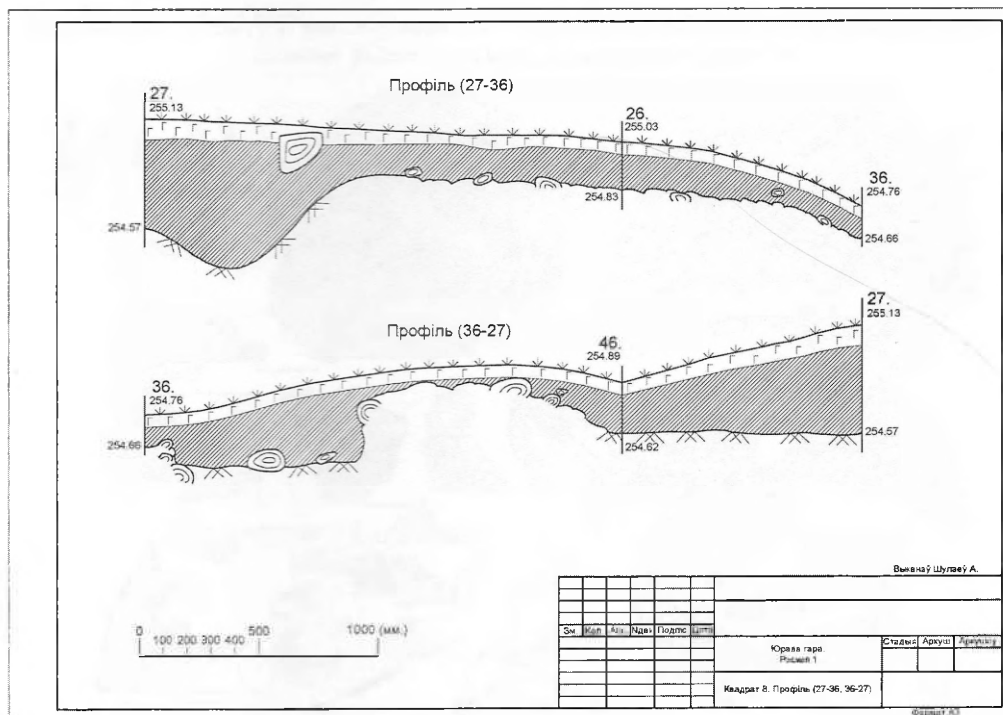 Профіль (27-36)
27.
255.13
26.
255.03
36.
254.76
254.57
254.83
254.66
Профіль (36-27)
27.
255.13
46.
254.89
36.
254.76
254.66
254.62
254.57
Выканаў Шулаеў А.
0 100 200 300 400 500 1000 (мм.)
Зм. Кол
Стадыя Аркуш
Юрава гара.
Раскоп 1
Квадрат 8. Профіль (27-36, 36-27)
Фармат А3